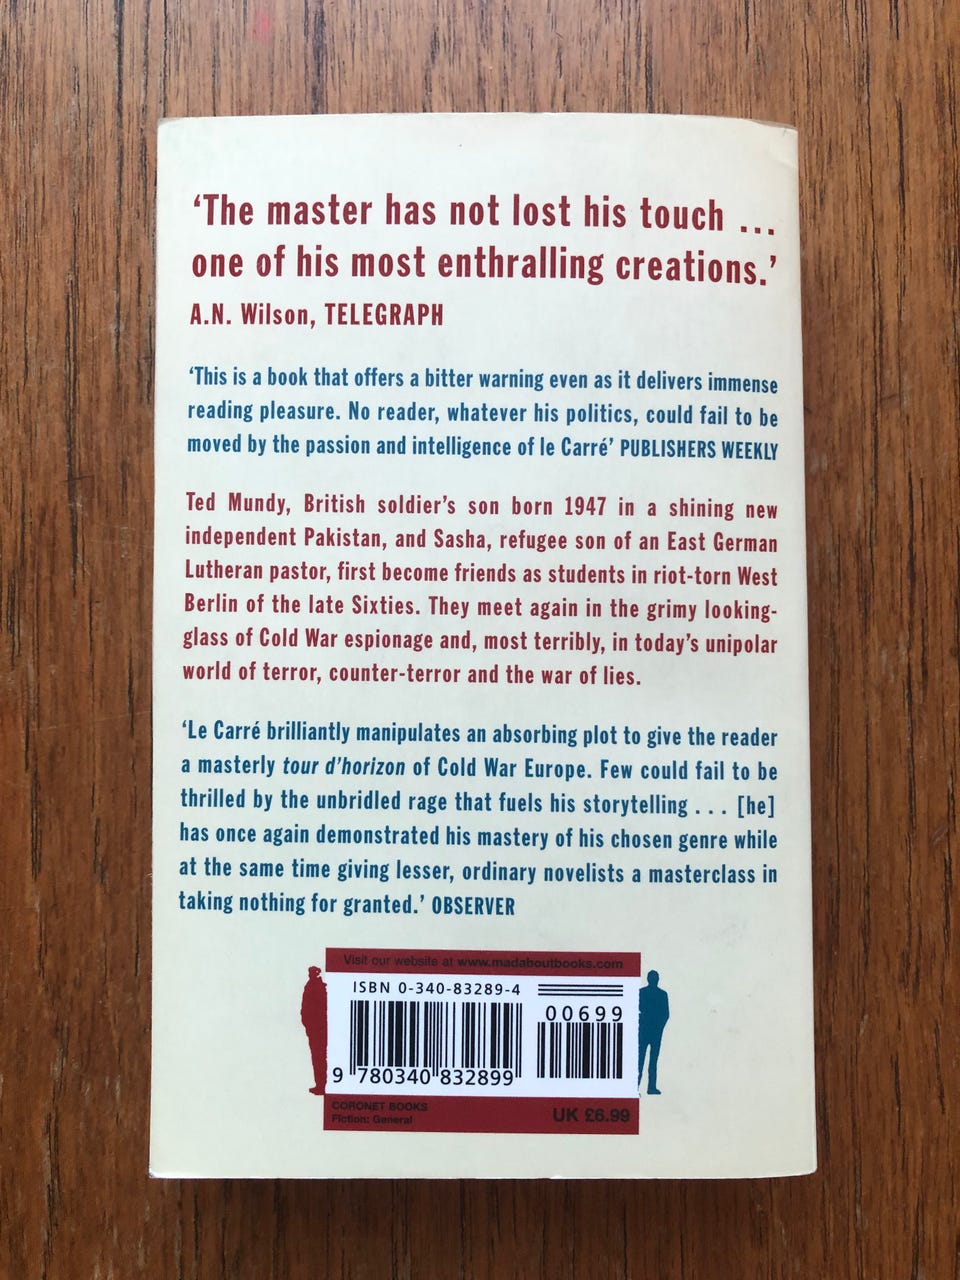 ‘The master has not lost his touch ...
one of his most enthralling creations.’
A.N. Wilson, TELEGRAPH
‘This is a book that offers a bitter warning even as it delivers immense
reading pleasure. No reader, whatever his politics, could fail to be
moved by the passion and intelligence of le Carré’ PUBLISHERS WEEKLY
Ted Mundy, British soldier’s son born 1947 in a shining new
independent Pakistan, and Sasha, refugee son of an East German
Lutheran pastor, first become friends as students in riot-torn West
Berlin of the late Sixties. They meet again in the grimy looking-
glass of Cold War espionage and, most terribly, in today’s unipolar
world of terror, counter-terror and the war of lies.
‘Le Carré brilliantly manipulates an absorbing plot to give the reader
a masterly tour d’horizon of Cold War Europe. Few could fail to be
thrilled by the unbridled rage that fuels his storytelling . . . [he]
has once again demonstrated his mastery of his chosen genre while
at the same time giving lesser, ordinary novelists a masterclass in
taking nothing for granted.’ OBSERVER
Visit our website at www.madaboutbooks.com
ISBN 0-340-83289-4
00699
9 780340 832899
CORONET BOOKS
Fiction: General
UK £6.99